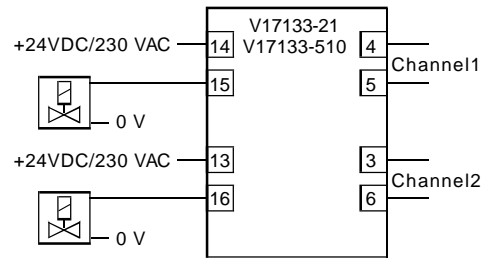 V17133-21
V17133-510
+24VDC/230 VAC 14 4
Channel1
15 5
0 V
+24VDC/230 VAC 13 3
Channel2
16 6
0 V